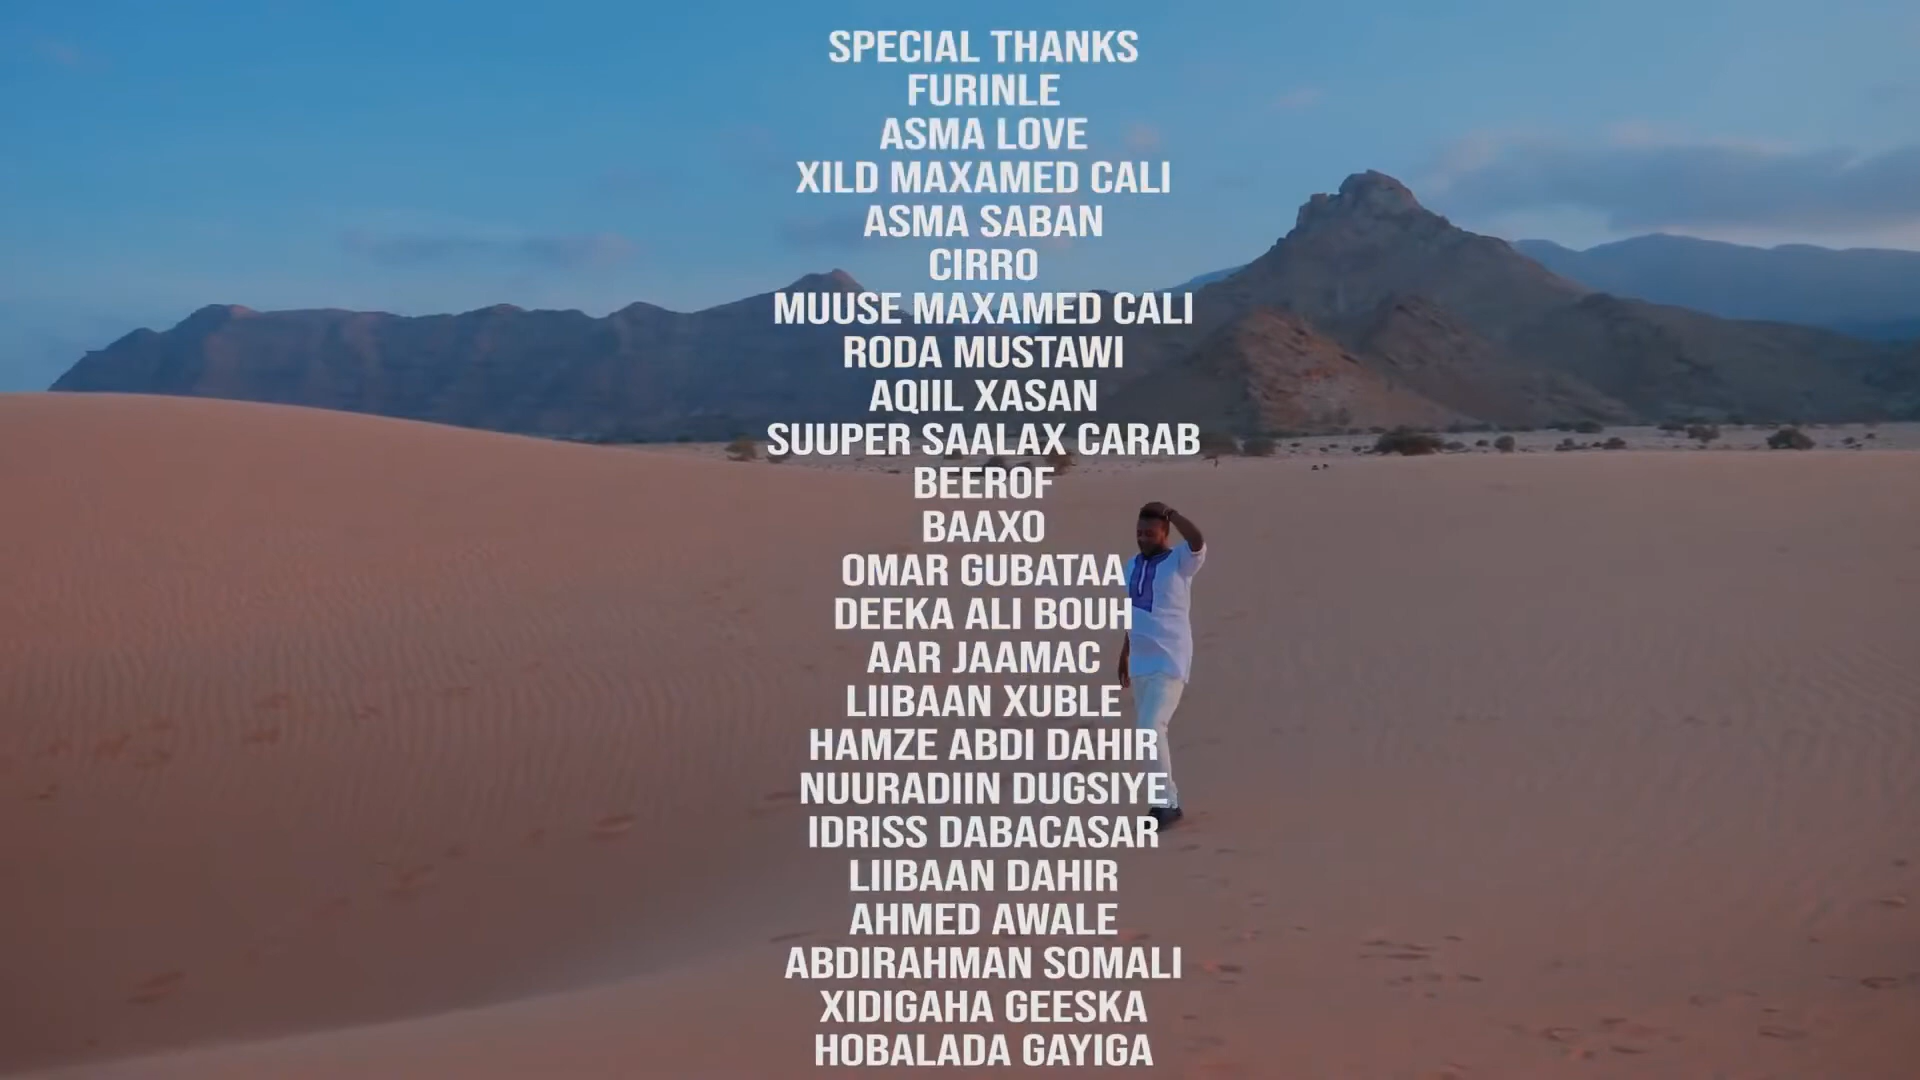 SPECIAL THANKS
FURINLE
ASMA LOVE
XILD MAXAMED CALI
ASMA SABAN
CIRRO
MUUSE MAXAMED CALI
RODA MUSTAWI
AQIIL XASAN
SUUPER SAALAX CARAB
BEEROF
BAAXO
OMAR GUBATAA
DEEKA ALI BOUH
AAR JAAMAC
LIIBAAN XUBLE
HAMZE ABDI DAHIR
NUURADIIN DUGSIYE
IDRISS DABACASAR
LIIBAAN DAHIR
AHMED AWALE
ABDIRAHMAN SOMALI
XIDIGAHA GEESKA
HOBALADA GAYIGA